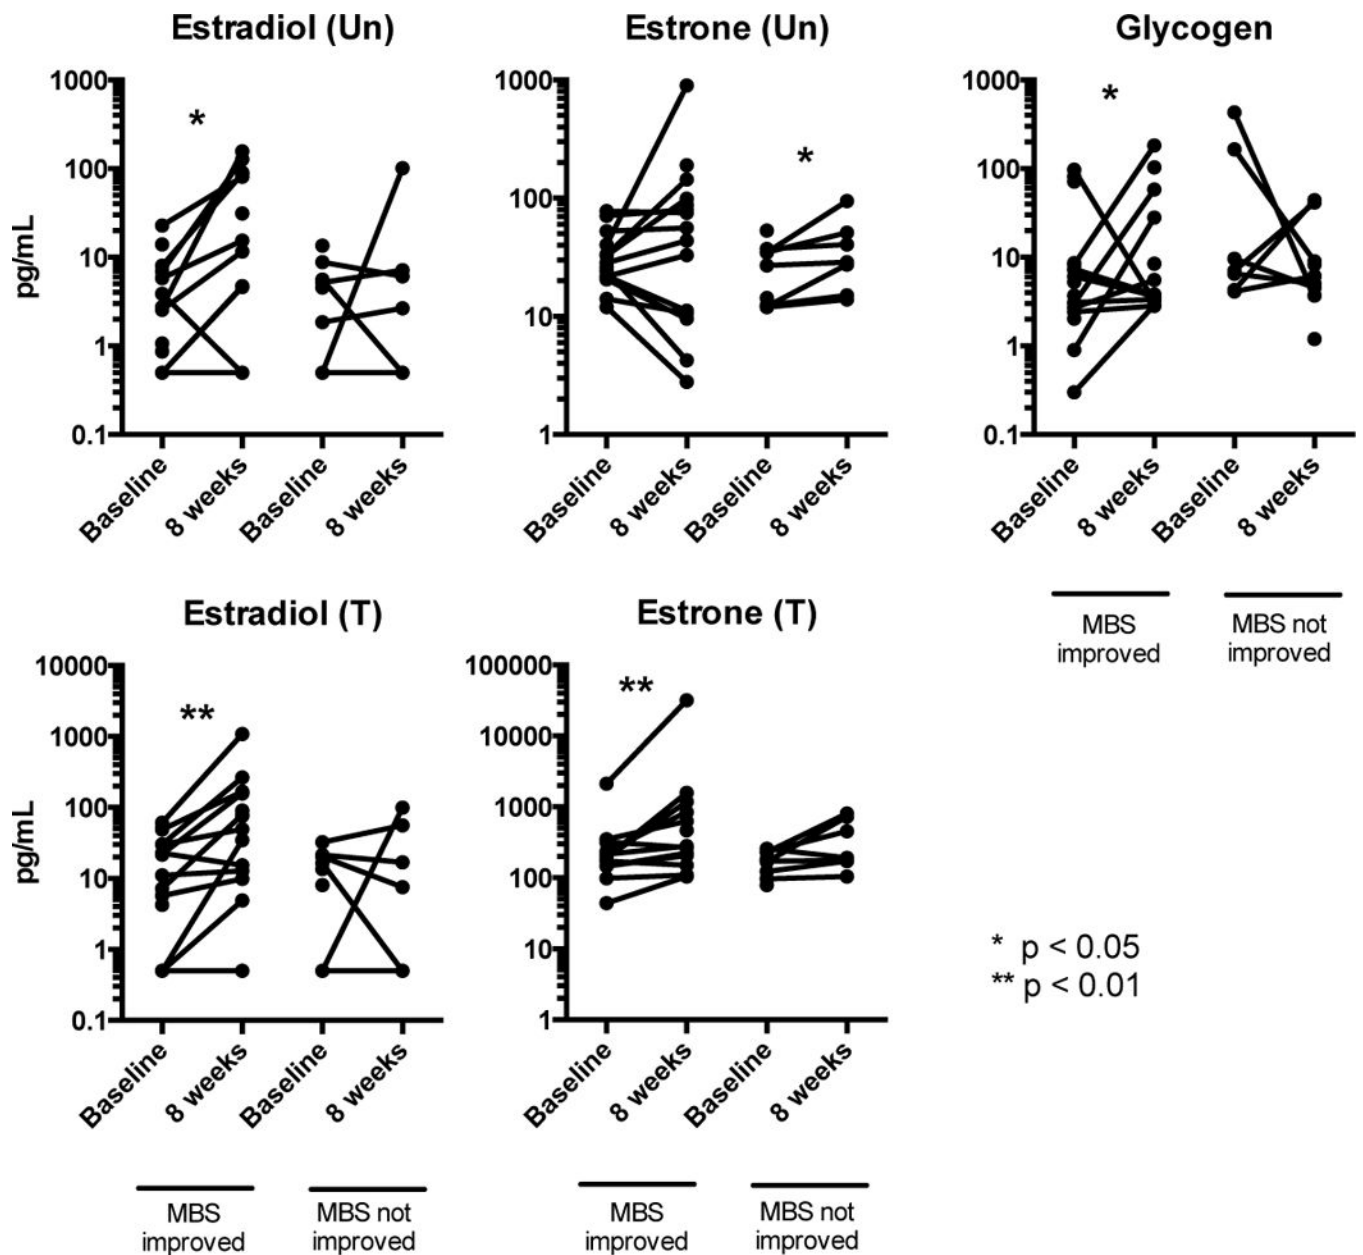 Estradiol (Un)
Estrone (Un)
Glycogen
pg/mL
1000
100
10
1
0.1
*
Baseline
8 weeks
Baseline
8 weeks
1000
100
10
1
*
Baseline
8 weeks
Baseline
8 weeks
1000
100
10
1
0.1
*
Baseline
8 weeks
Baseline
8 weeks
MBS
improved
MBS not
improved
Estradiol (T)
Estrone (T)
pg/mL
10000
1000
100
10
1
0.1
**
Baseline
8 weeks
Baseline
8 weeks
MBS
improved
MBS not
improved
100000
10000
1000
100
10
1
**
Baseline
8 weeks
Baseline
8 weeks
MBS
improved
MBS not
improved
* p < 0.05
** p < 0.01